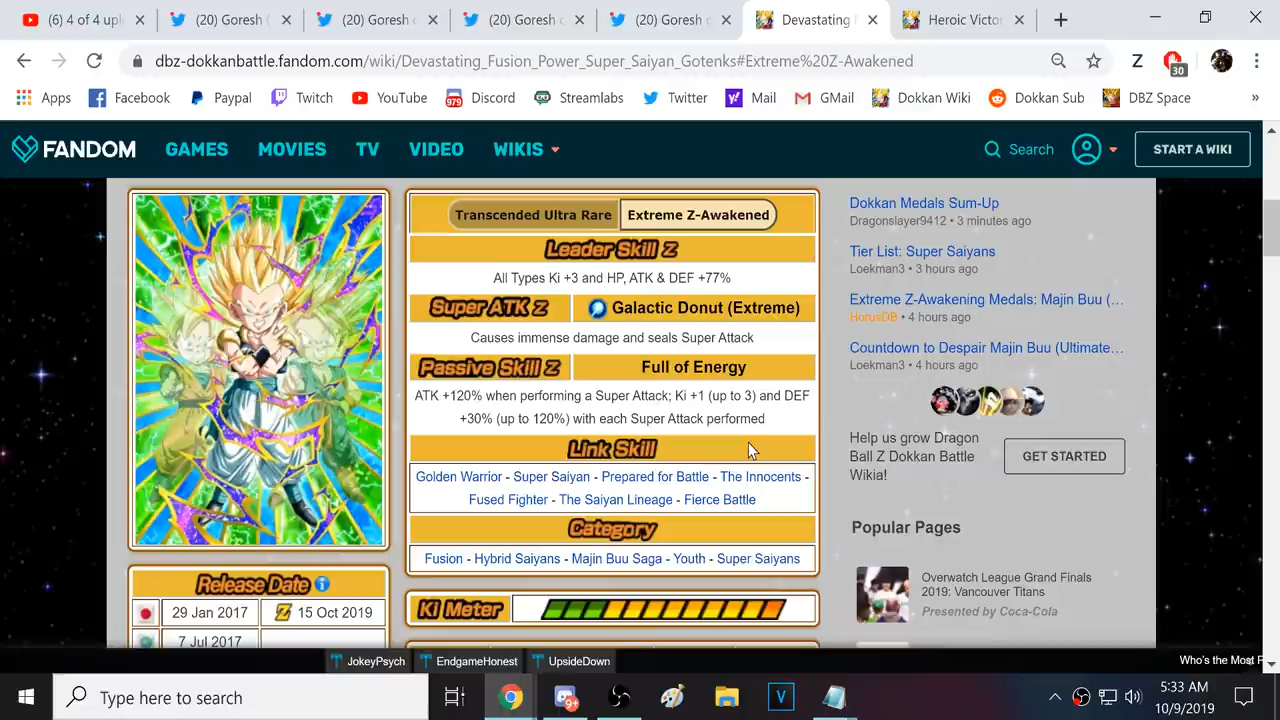 (6) 4 of 4 upl
(20) Goresh (
(20) Goresh c
(20) Goresh c
(20) Goresh c
Devastating
Heroic Victor
dbz-dokkanbattle.fandom.com/wiki/Devastating_Fusion_Power_Super_Saiyan_Gotenks#Extreme%20Z-Awakened
Z
30
Apps
Facebook
Paypal
Twitch
YouTube
979
Discord
Streamlabs
Twitter
Mail
GMail
Dokkan Wiki
Dokkan Sub
DBZ Space
»
FANDOM
GAMES
MOVIES
TV
VIDEO
WIKIS
Search
START A WIKI
Transcended Ultra Rare
Extreme Z-Awakened
Leader Skill Z
All Types Ki +3 and HP, ATK & DEF +77%
Super ATK Z
Galactic Donut (Extreme)
Causes immense damage and seals Super Attack
Passive Skill Z
Full of Energy
ATK +120% when performing a Super Attack; Ki +1 (up to 3) and DEF
+30% (up to 120%) with each Super Attack performed
Link Skill
Golden Warrior - Super Saiyan - Prepared for Battle - The Innocents -
Fused Fighter - The Saiyan Lineage - Fierce Battle
Category
Fusion - Hybrid Saiyans - Majin Buu Saga - Youth - Super Saiyans
Ki Meter
Release Date
29 Jan 2017
Z 15 Oct 2019
7 Jul 2017
Dokkan Medals Sum-Up
Dragonslayer9412 • 3 minutes ago
Tier List: Super Saiyans
Loekman3 • 3 hours ago
Extreme Z-Awakening Medals: Majin Buu (…
HorusDB • 4 hours ago
Countdown to Despair Majin Buu (Ultimate…
Loekman3 • 4 hours ago
Help us grow Dragon
Ball Z Dokkan Battle
Wikia!
GET STARTED
Popular Pages
Overwatch League Grand Finals
2019: Vancouver Titans
Presented by Coca-Cola
JokeyPsych
EndgameHonest
UpsideDown
Who's the Most
Type here to search
9+
V
5:33 AM
10/9/2019